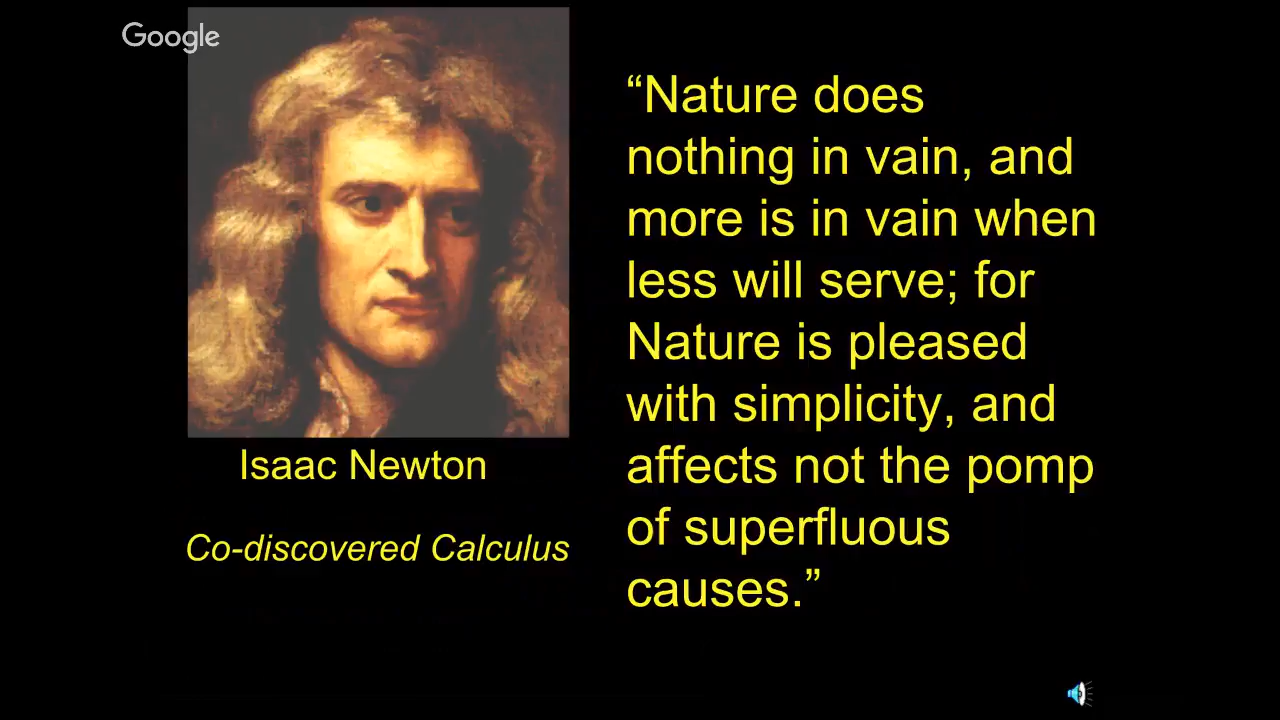 Google
Isaac Newton
Co-discovered Calculus
“Nature does
nothing in vain, and
more is in vain when
less will serve; for
Nature is pleased
with simplicity, and
affects not the pomp
of superfluous
causes.”